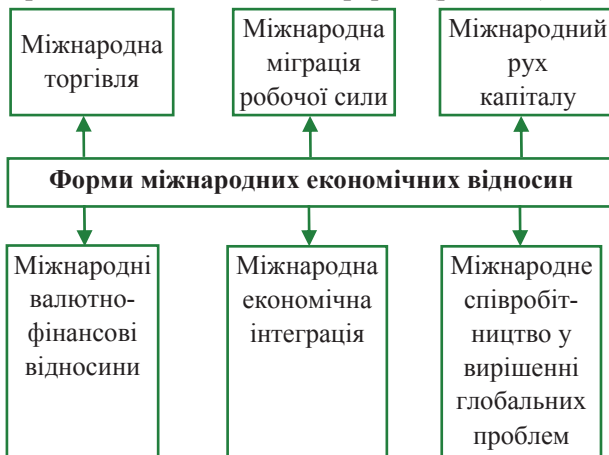 Міжнародна
торгівля
Міжнародна
міграція
робочої сили
Міжнародний
рух
капіталу
Форми міжнародних економічних відносин
Міжнародні
валютно-
фінансові
відносини
Міжнародна
економічна
інтеграція
Міжнародне
співробіт-
ництво у
вирішенні
глобальних
проблем